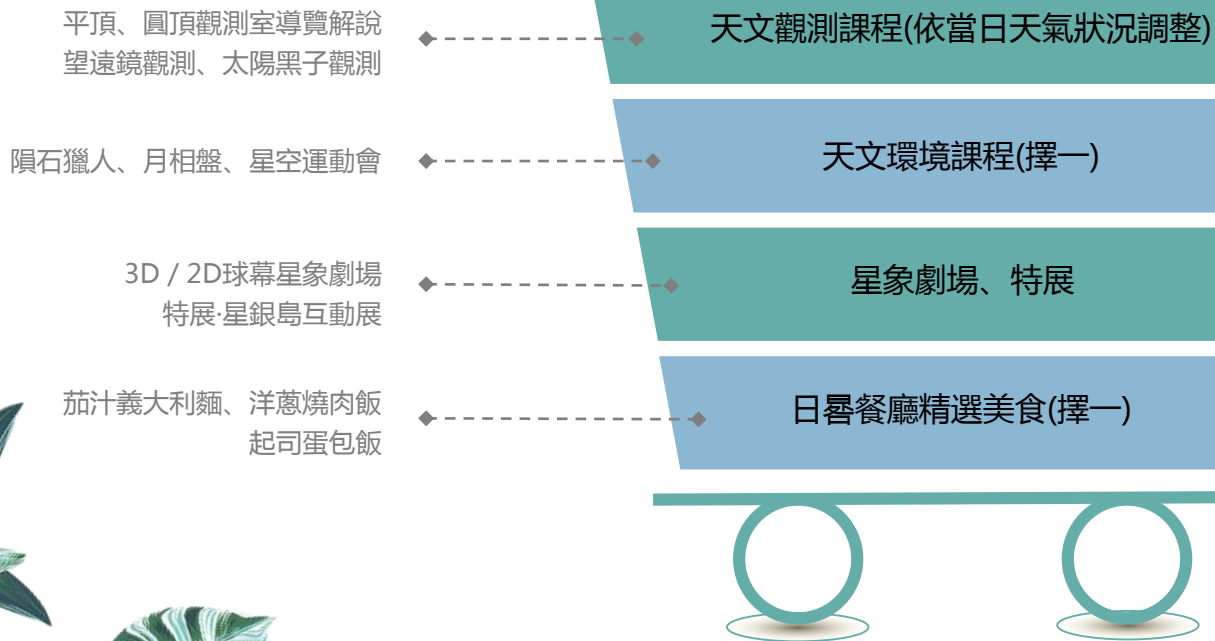 平頂、圓頂觀測室導覽解說
望遠鏡觀測、太陽黑子觀測
天文觀測課程(依當日天氣狀況調整)
隕石獵人、月相盤、星空運動會
天文環境課程(擇一)
3D / 2D球幕星象劇場
特展·星銀島互動展
星象劇場、特展
茄汁義大利麵、洋蔥燒肉飯
起司蛋包飯
日晷餐廳精選美食(擇一)